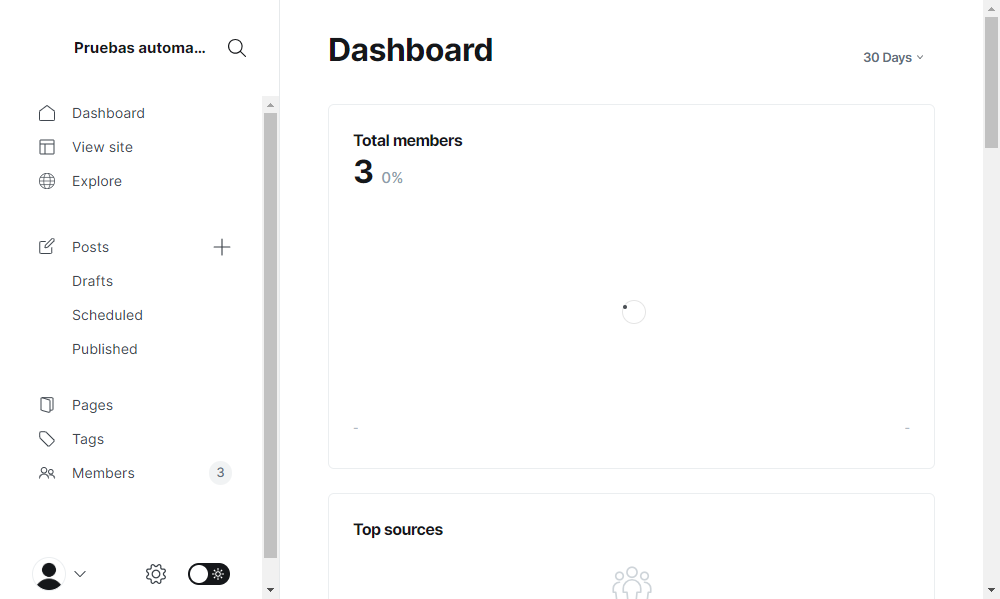 Pruebas automa...
Dashboard
View site
Explore
Posts
Drafts
Scheduled
Published
Pages
Tags
Members 3
Dashboard
30 Days
Total members
3 0%
- -
Top sources